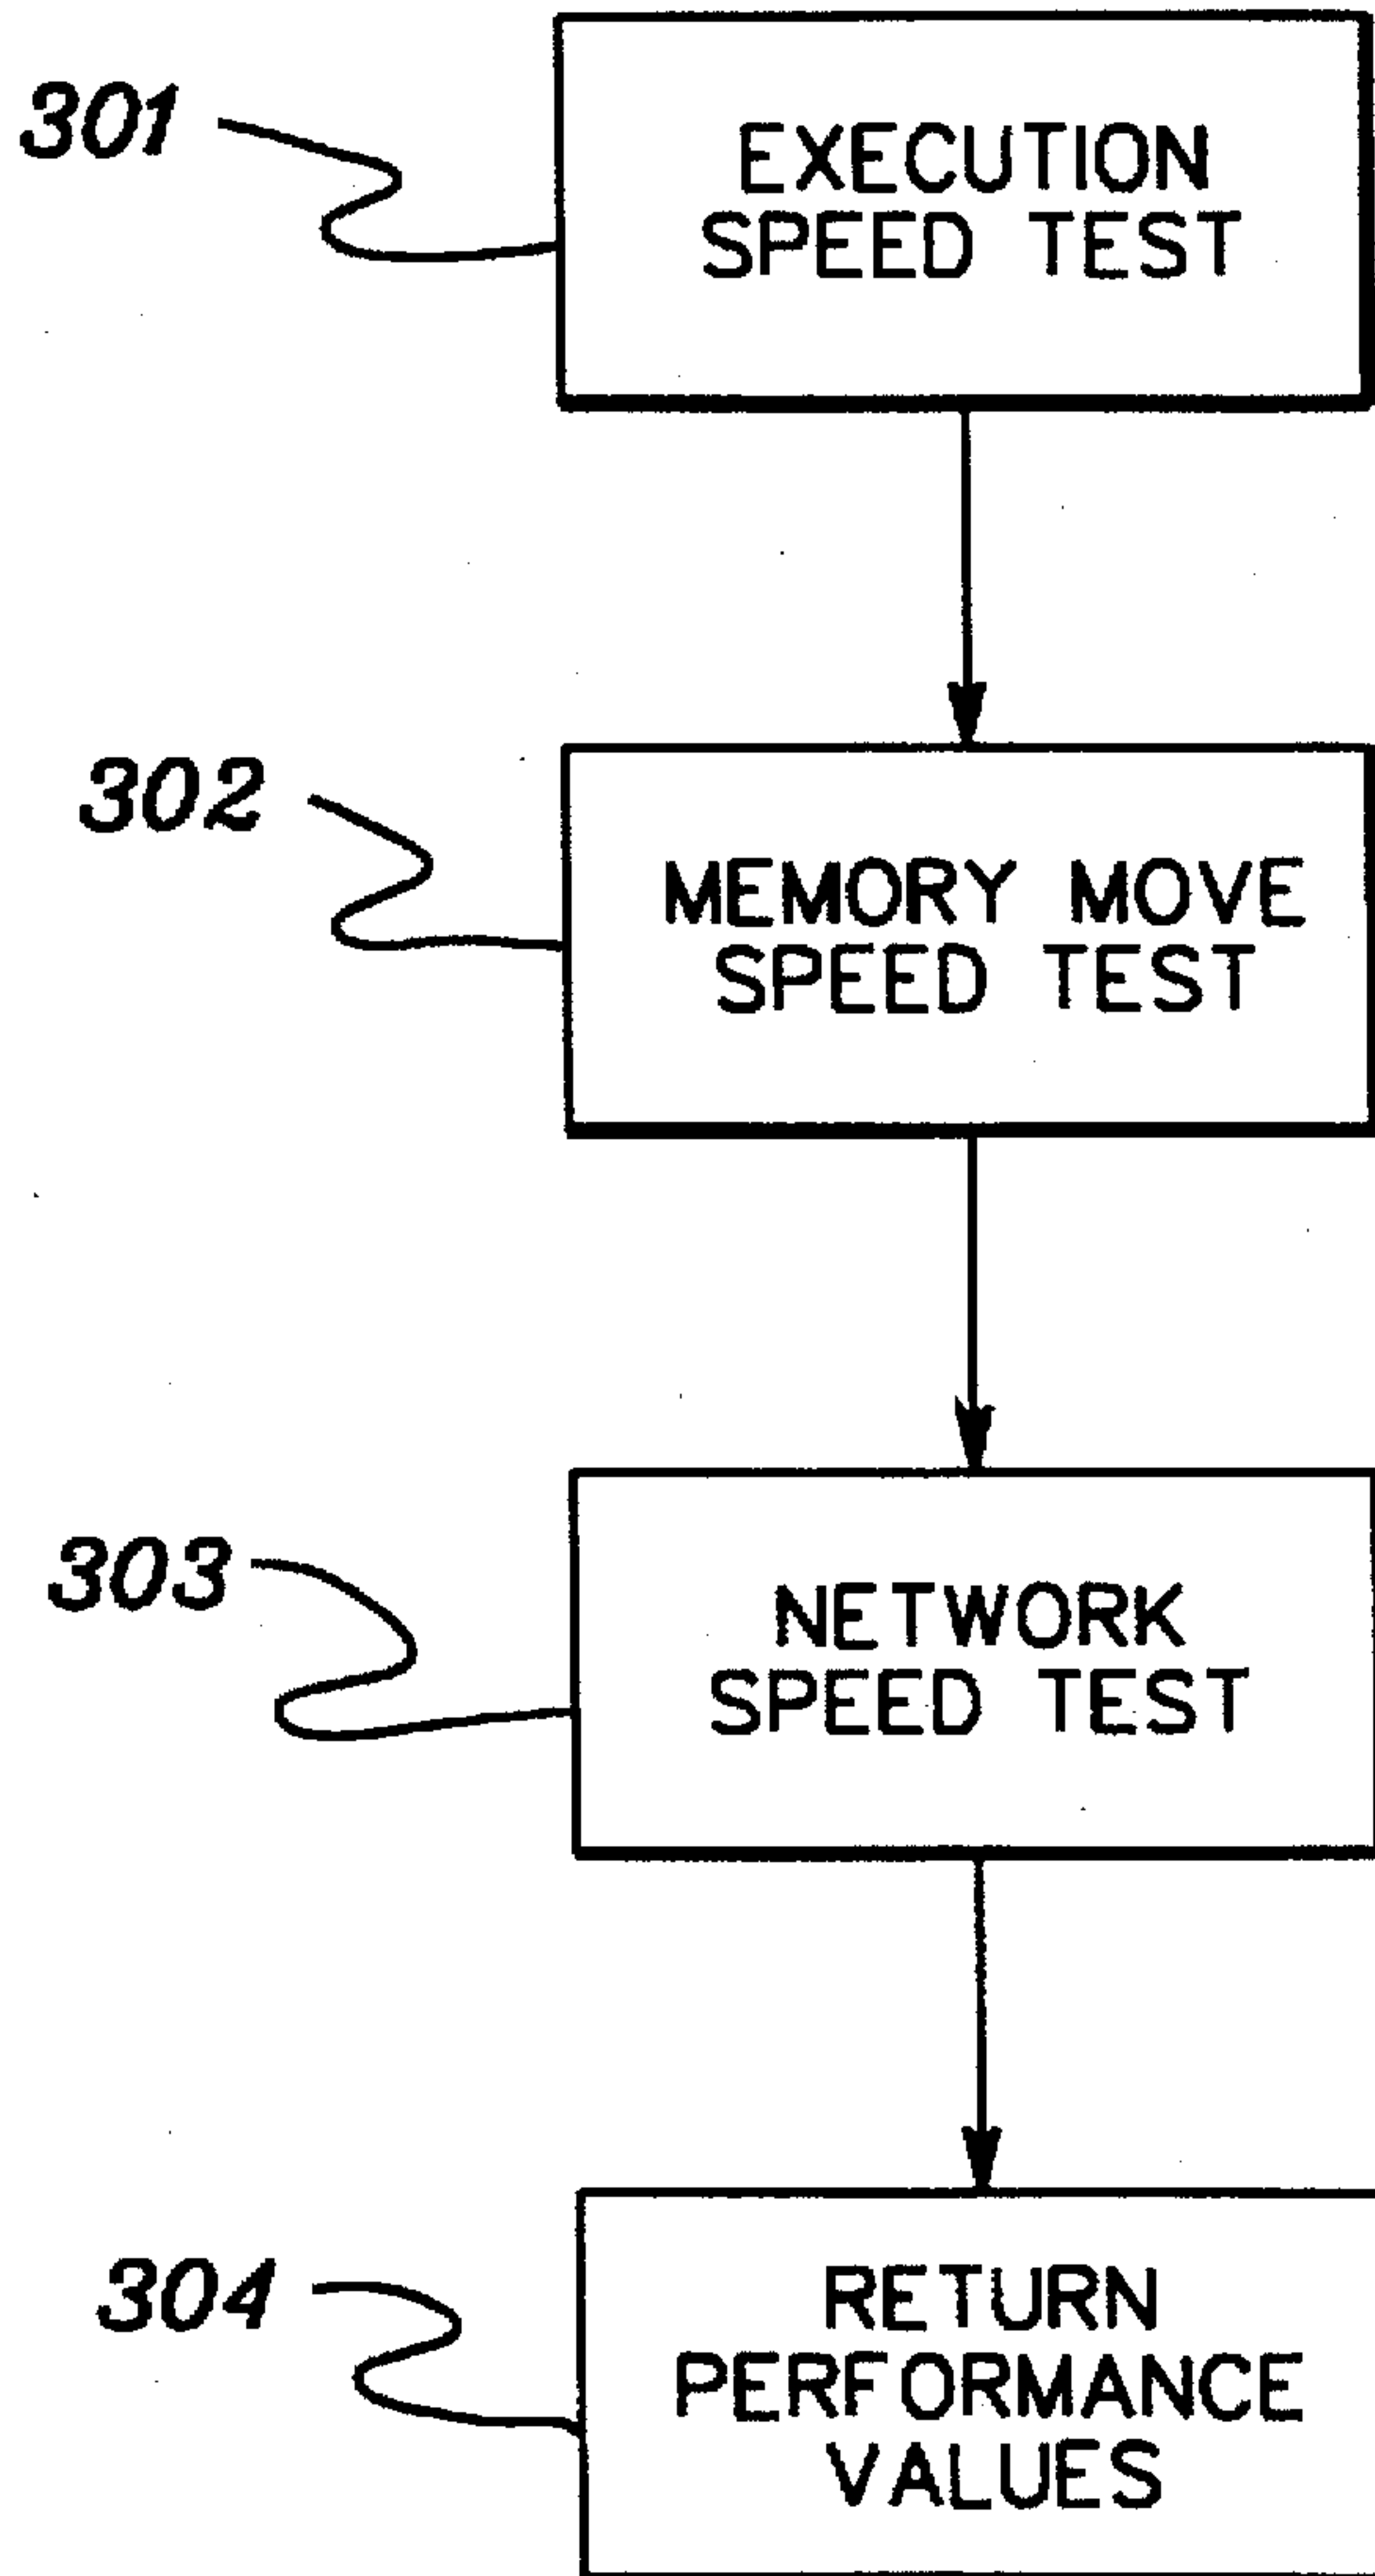 301
EXECUTION
SPEED TEST
302
MEMORY MOVE
SPEED TEST
303
NETWORK
SPEED TEST
304
RETURN
PERFORMANCE
VALUES